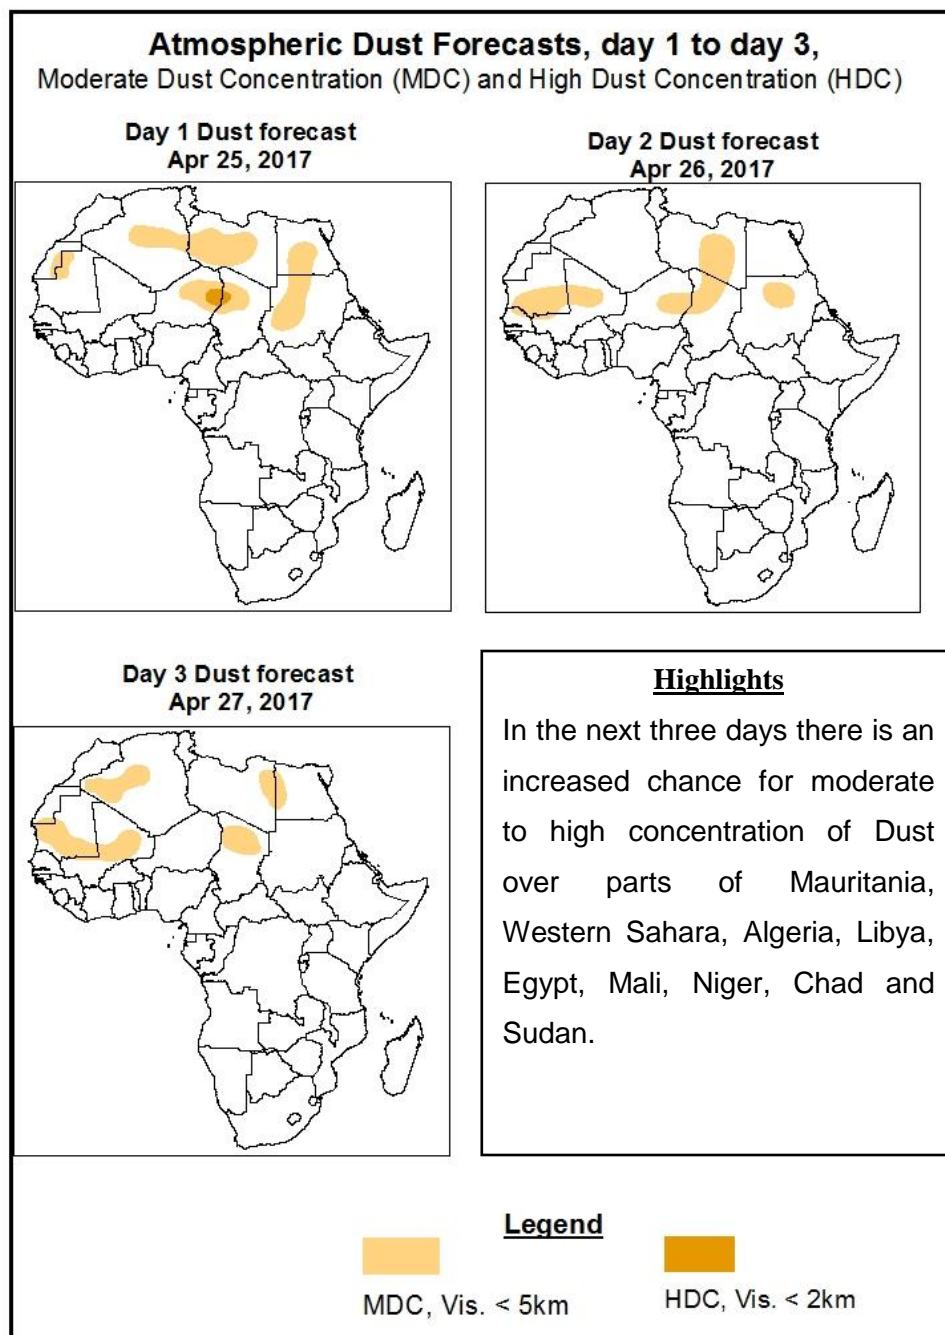 Atmospheric Dust Forecasts, day 1 to day 3,
Moderate Dust Concentration (MDC) and High Dust Concentration (HDC)
Day 1 Dust forecast
Apr 25, 2017
Day 2 Dust forecast
Apr 26, 2017
Day 3 Dust forecast
Apr 27, 2017
Highlights
In the next three days there is an
increased chance for moderate
to high concentration of Dust
over parts of Mauritania,
Western Sahara, Algeria, Libya,
Egypt, Mali, Niger, Chad and
Sudan.
Legend
MDC, Vis. < 5km
HDC, Vis. < 2km